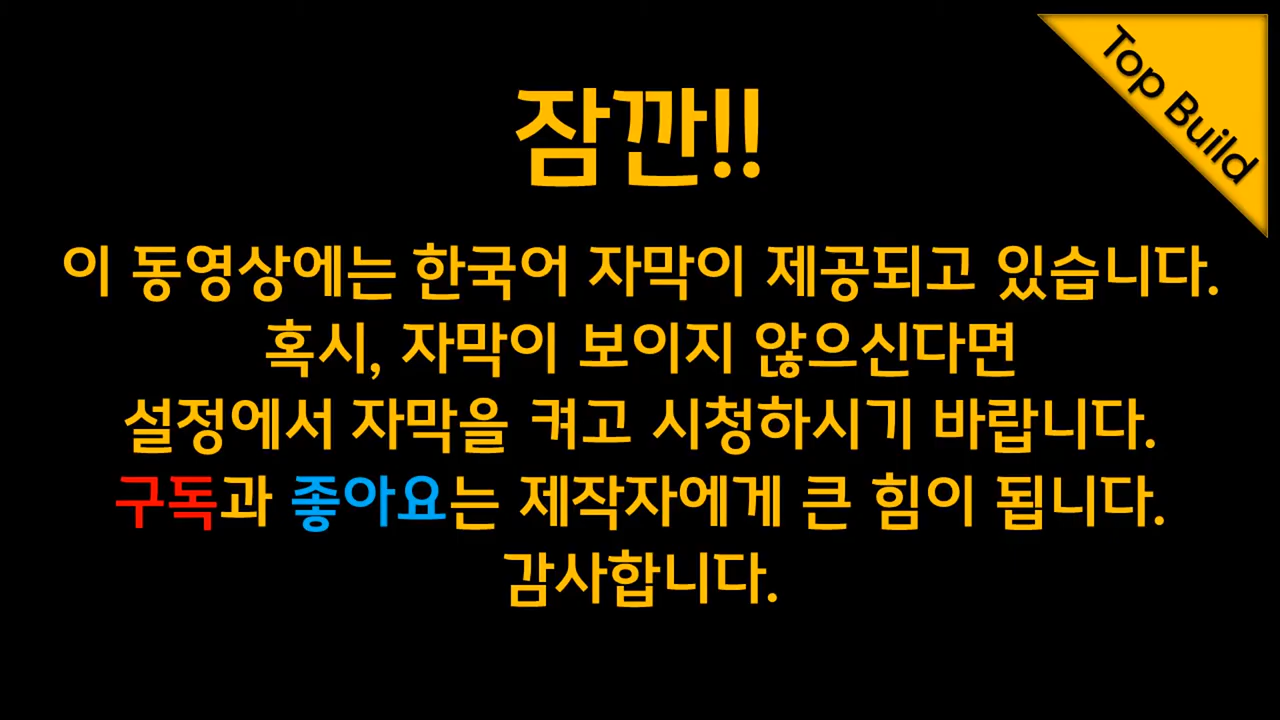 Top Build
잠깐!!
이 동영상에는 한국어 자막이 제공되고 있습니다.
혹시, 자막이 보이지 않으신다면
설정에서 자막을 켜고 시청하시기 바랍니다.
구독과 좋아요는 제작자에게 큰 힘이 됩니다.
감사합니다.